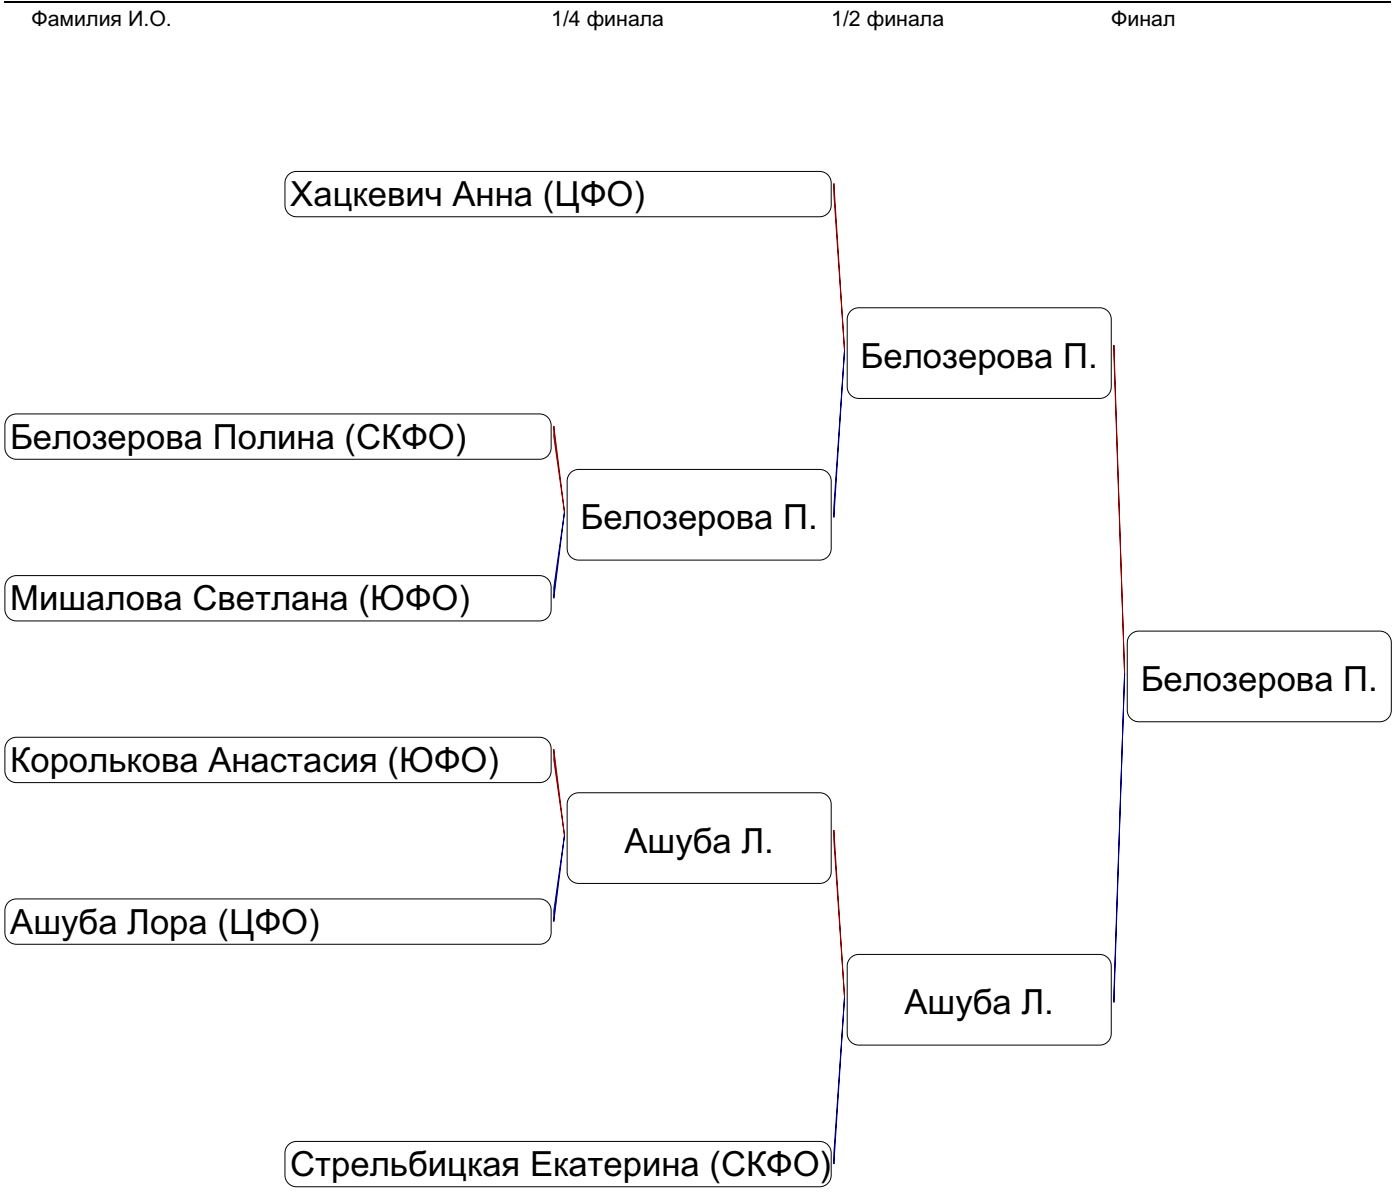 Фамилия И.О. 1/4 финала 1/2 финала Финал
Хацкевич Анна (ЦФО)
Белозерова П.
Белозерова Полина (СКФО)
Белозерова П.
Мишалова Светлана (ЮФО)
Белозерова П.
Королькова Анастасия (ЮФО)
Ашуба Л.
Ашуба Лора (ЦФО)
Ашуба Л.
Стрельбицкая Екатерина (СКФО)